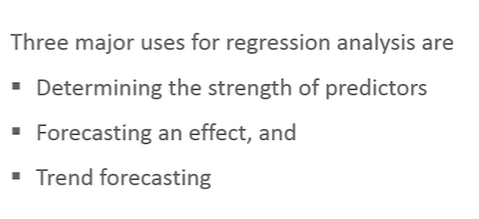 Three major uses for regression analysis are
▪ Determining the strength of predictors
▪ Forecasting an effect, and
▪ Trend forecasting